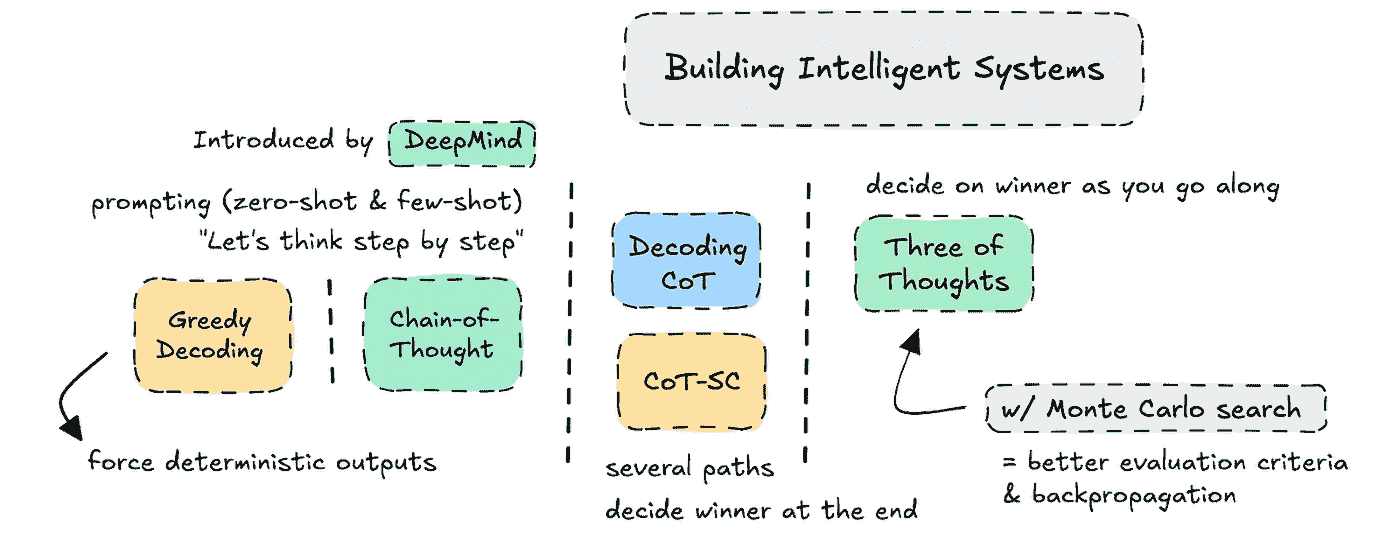 Building Intelligent Systems
Introduced by DeepMind
prompting (zero-shot & few-shot)
"Let's think step by step"
Greedy
Decoding
Chain-of-
Thought
force deterministic outputs
Decoding
CoT
CoT-SC
several paths
decide winner at the end
decide on winner as you go along
Three of
Thoughts
w/ Monte Carlo search
= better evaluation criteria
& backpropagation